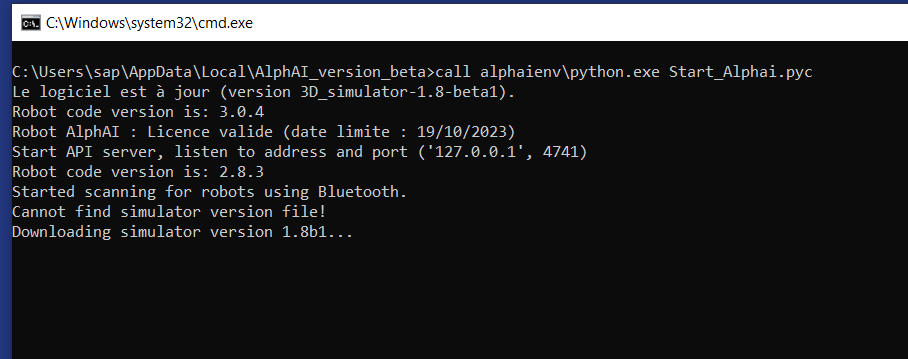 C:\Windows\system32\cmd.exe
C:\Users\sap\AppData\Local\AlphAI_version_beta>call alphaienv\python.exe Start_Alphai.pyc
Le logiciel est à jour (version 3D_simulator-1.8-beta1).
Robot code version is: 3.0.4
Robot AlphAI : Licence valide (date limite : 19/10/2023)
Start API server, listen to address and port ('127.0.0.1', 4741)
Robot code version is: 2.8.3
Started scanning for robots using Bluetooth.
Cannot find simulator version file!
Downloading simulator version 1.8b1...